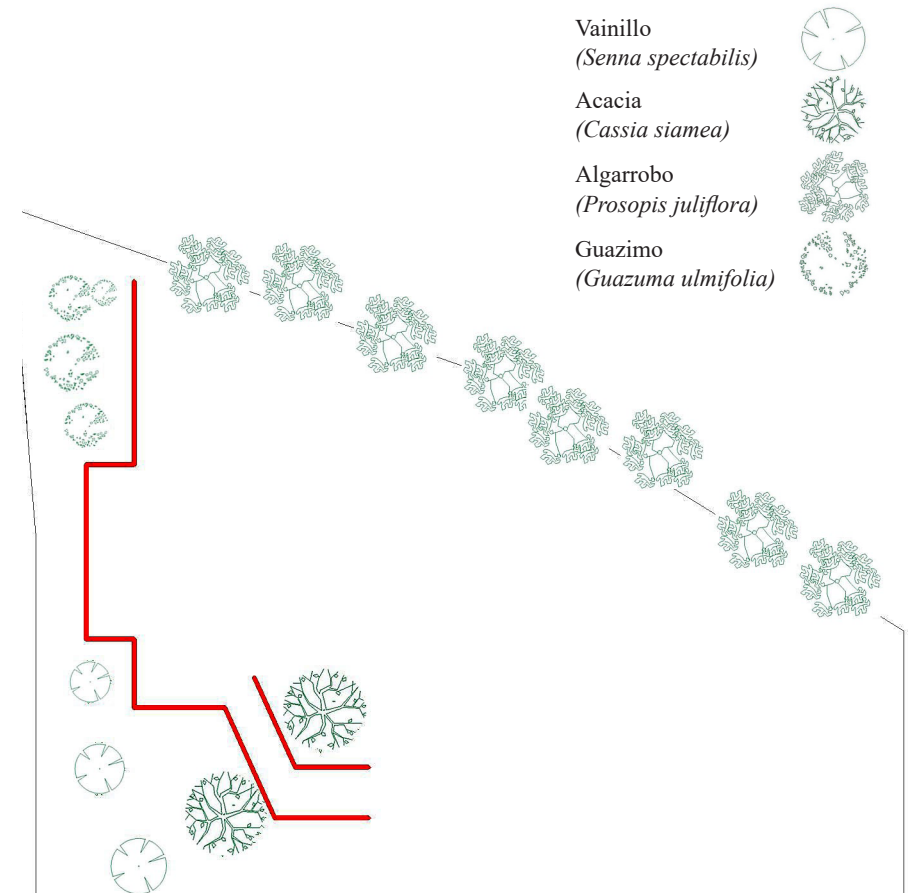 Vainillo
(Senna spectabilis)
Acacia
(Cassia siamea)
Algarrobo
(Prosopis juliflora)
Guazimo
(Guazuma ulmifolia)